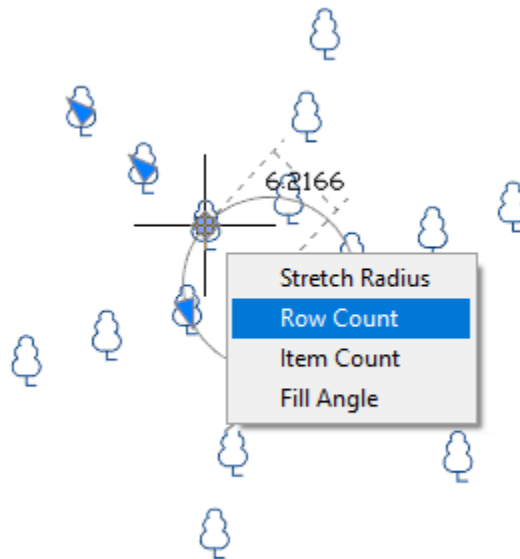 6.2166
Stretch Radius
Row Count
Item Count
Fill Angle